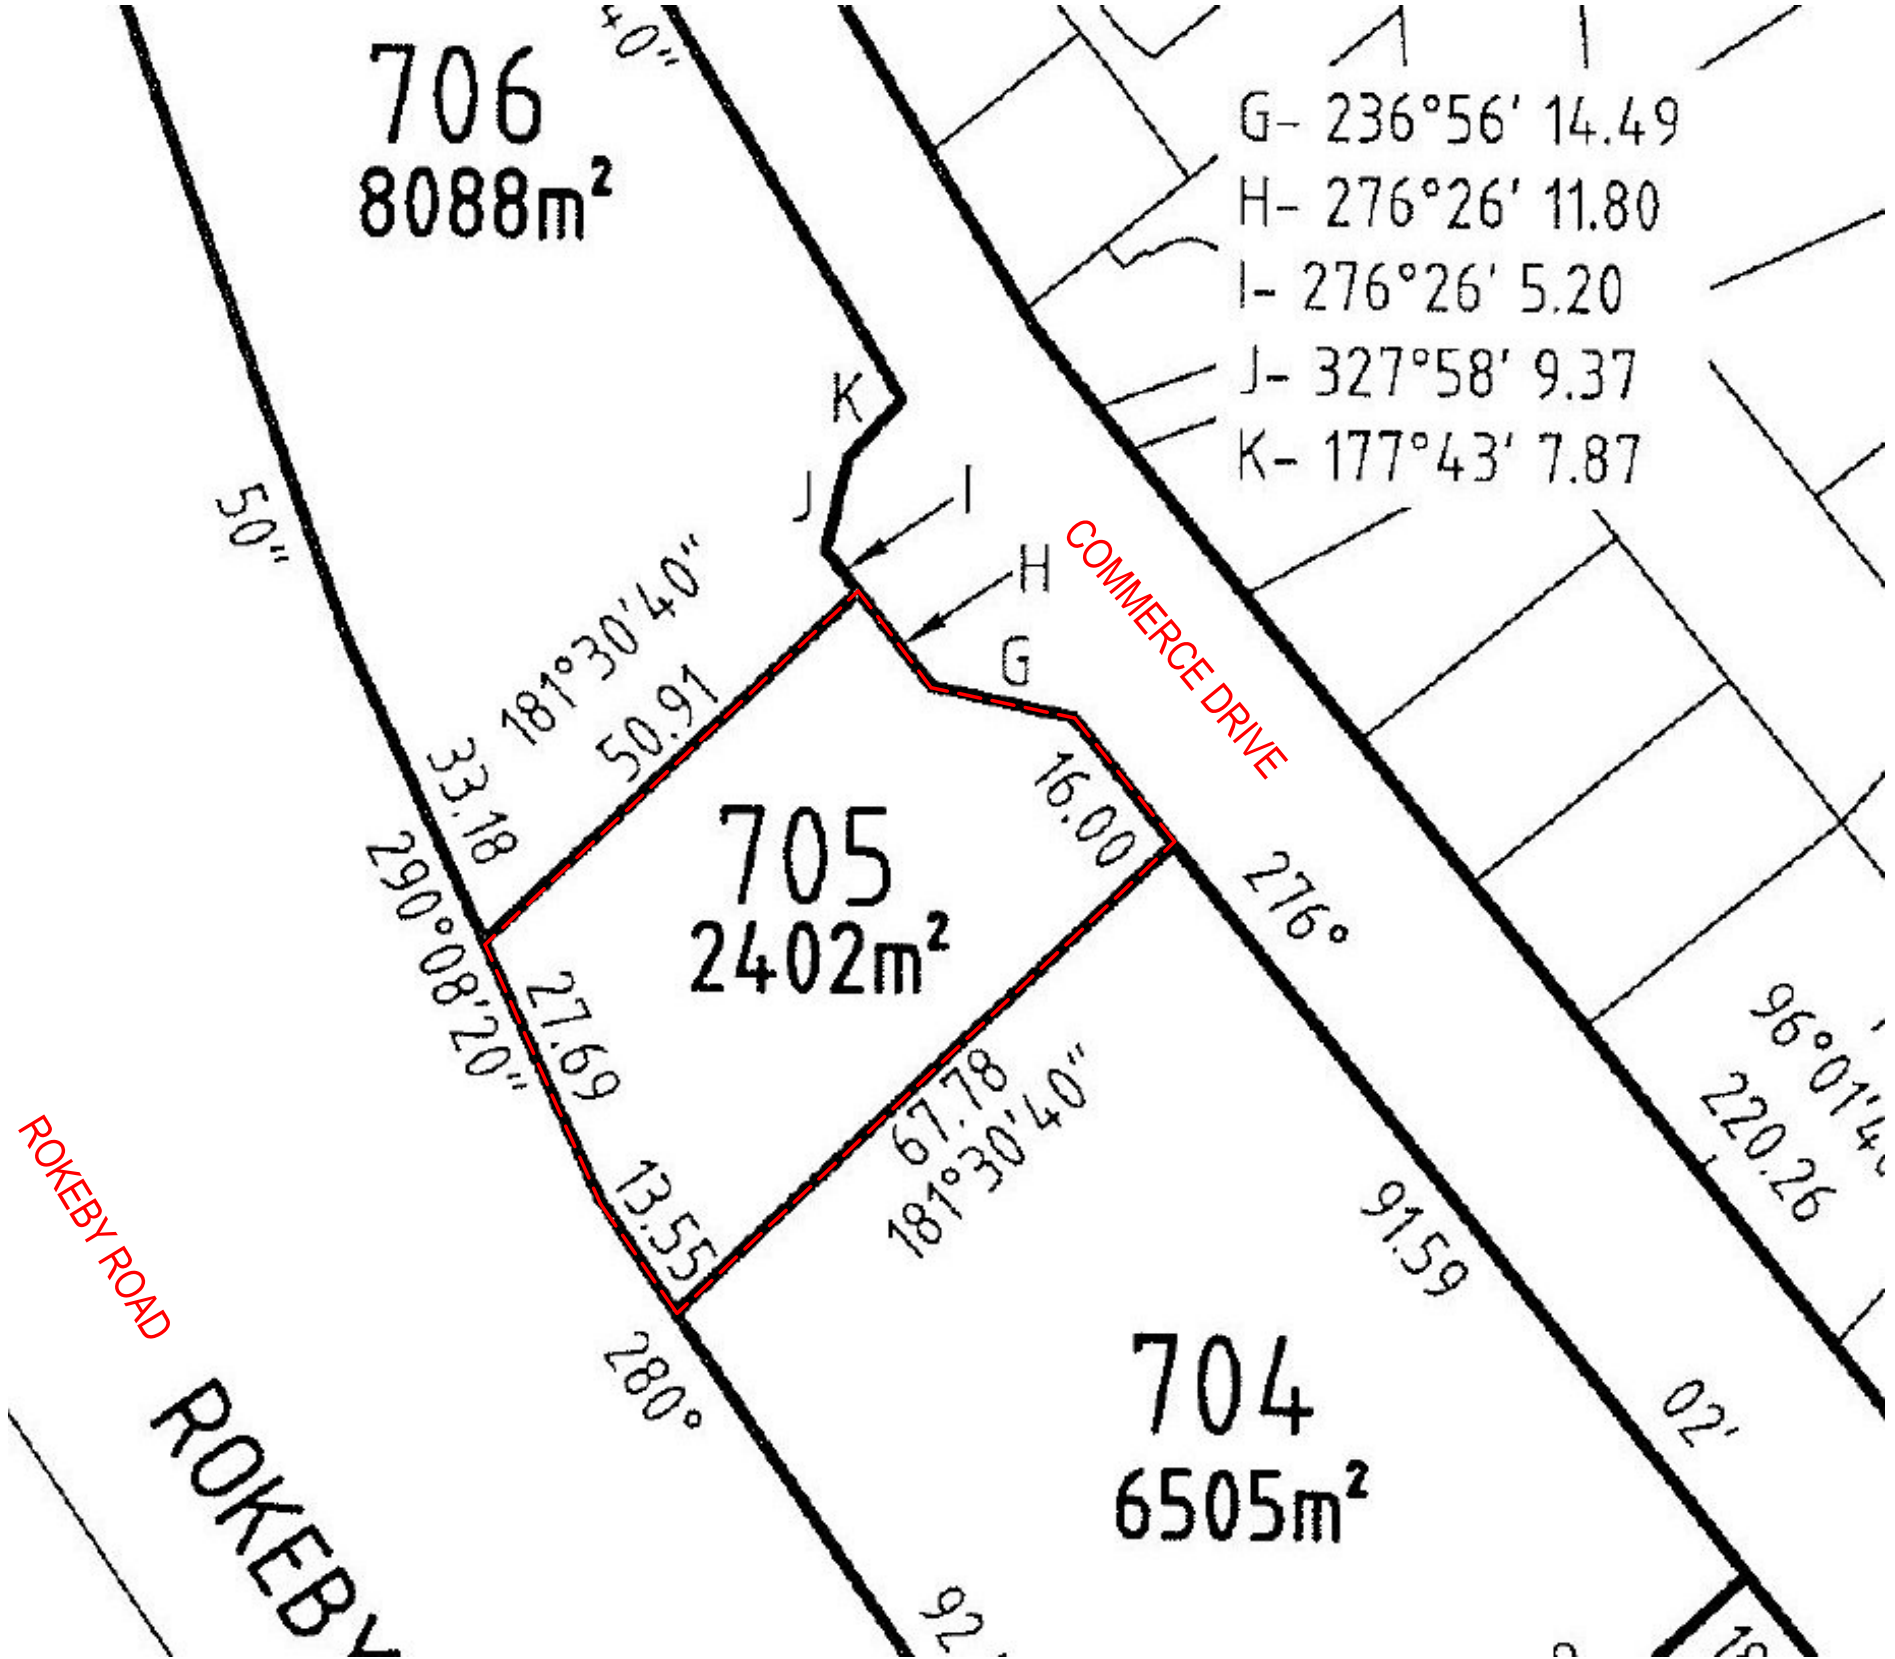 40"
706
8088m²
G- 236°56' 14.49
H- 276°26' 11.80
I- 276°26' 5.20
J- 327°58' 9.37
K- 177°43' 7.87
K
J
I
H
G
50"
181°30'40"
50.91
COMMERCE DRIVE
33.18
290°08'20"
16.00
705
2402m²
276°
27.69
96°01'40
220.26
67.78
181°30'40"
13.55
ROKEBY ROAD
91.59
280°
704
6505m²
02'
ROKEBY
92